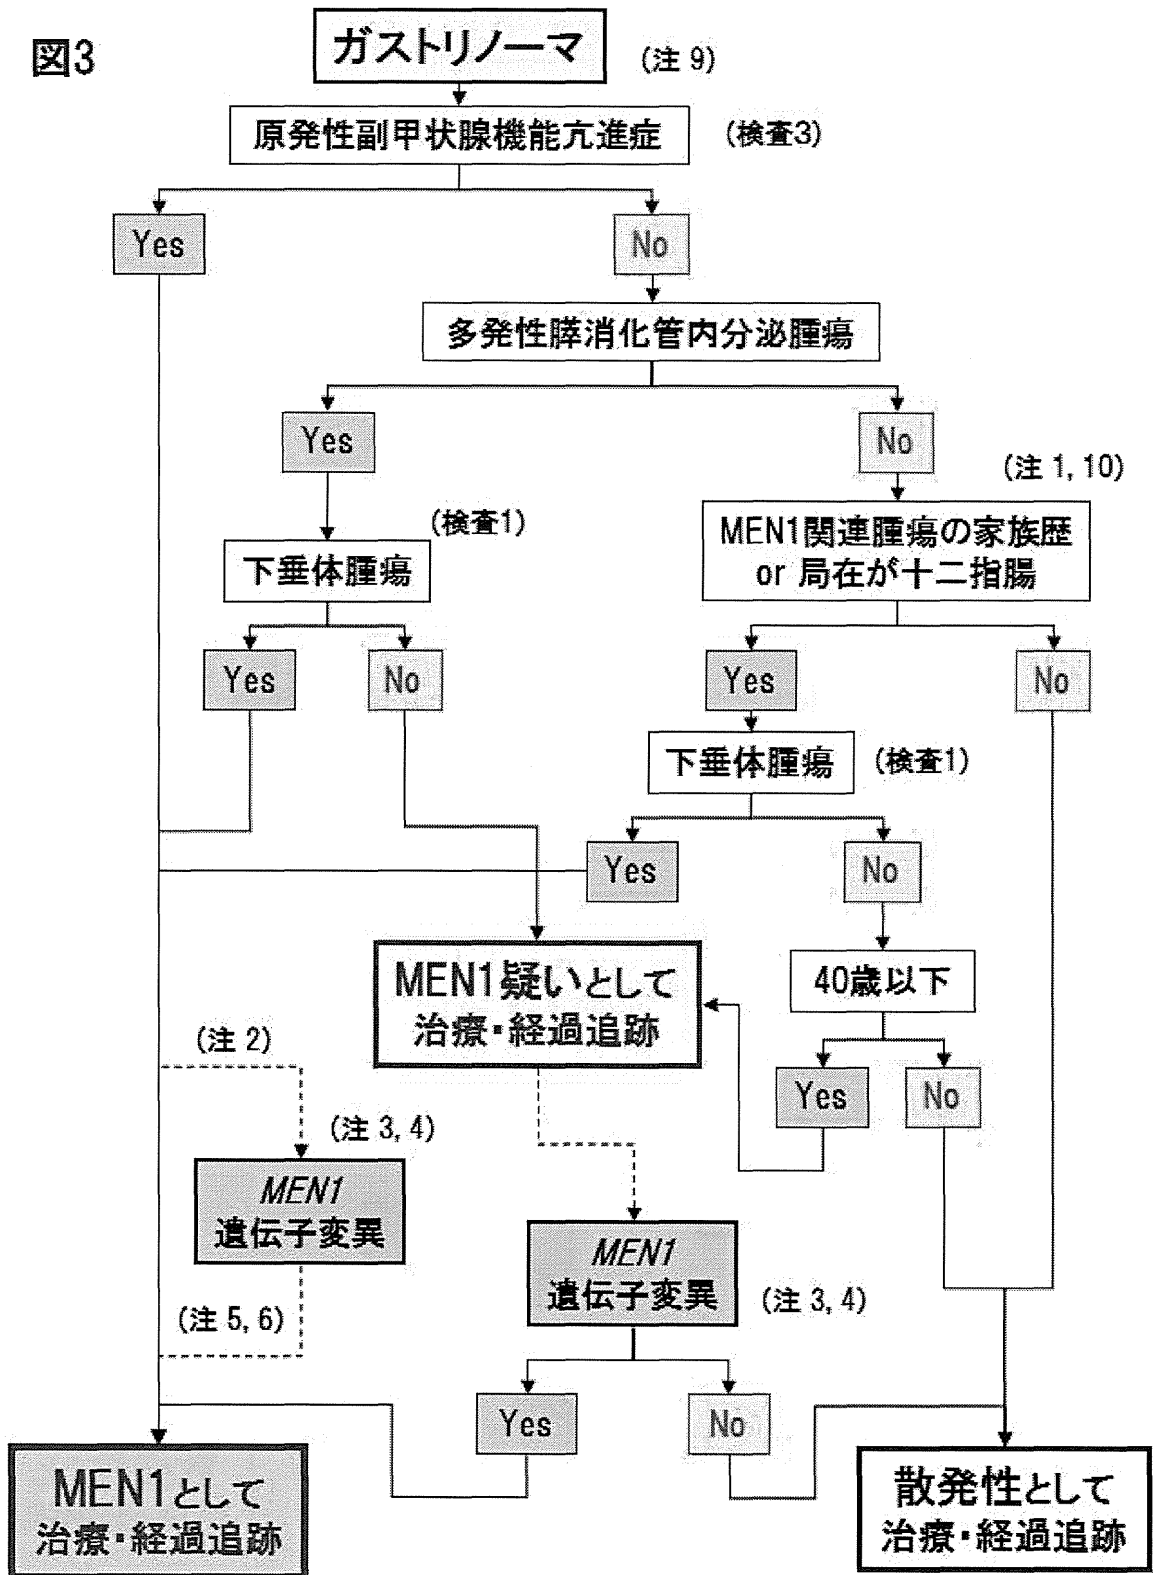 図3
ガストリノーマ
(注 9)
原発性副甲状腺機能亢進症
(検査3)
Yes
No
多発性膵消化管内分泌腫瘍
Yes
No
(検査1)
下垂体腫瘍
(注 1, 10)
MEN1関連腫瘍の家族歴
or 局在が十二指腸
Yes
No
Yes
No
下垂体腫瘍
(検査1)
Yes
No
MEN1疑いとして
治療・経過追跡
40歳以下
Yes
No
(注 2)
(注 3, 4)
MEN1
遺伝子変異
(注 5, 6)
MEN1
遺伝子変異
(注 3, 4)
Yes
No
MEN1として
治療・経過追跡
散発性として
治療・経過追跡